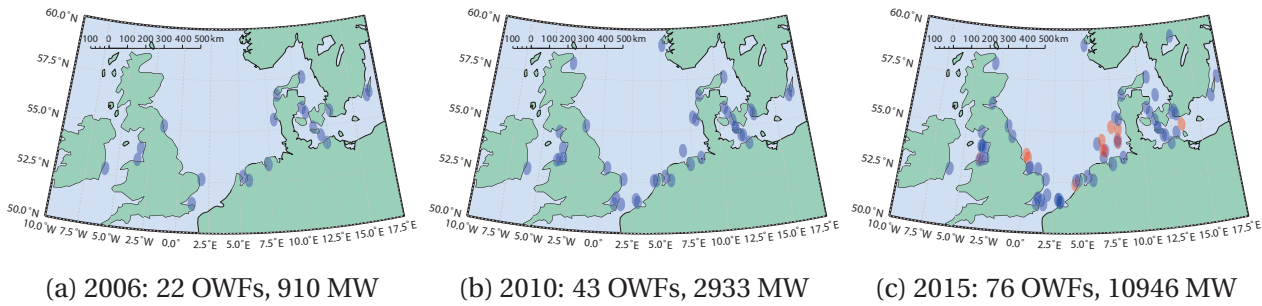 60.0°N
57.5°N
55.0°N
52.5°N
50.0°N
10.0°W
7.5°W
5.0°W
2.5°W
0.0°
2.5°E
5.0°E
7.5°E
10.0°E
12.5°E
15.0°E
17.5°E
100 0 100 200 300 400 500km
(a) 2006: 22 OWFs, 910 MW
60.0°N
57.5°N
55.0°N
52.5°N
50.0°N
10.0°W
7.5°W
5.0°W
2.5°W
0.0°
2.5°E
5.0°E
7.5°E
10.0°E
12.5°E
15.0°E
17.5°E
100 0 100 200 300 400 500km
(b) 2010: 43 OWFs, 2933 MW
60.0°N
57.5°N
55.0°N
52.5°N
50.0°N
10.0°W
7.5°W
5.0°W
2.5°W
0.0°
2.5°E
5.0°E
7.5°E
10.0°E
12.5°E
15.0°E
17.5°E
100 0 100 200 300 400 500km
(c) 2015: 76 OWFs, 10946 MW